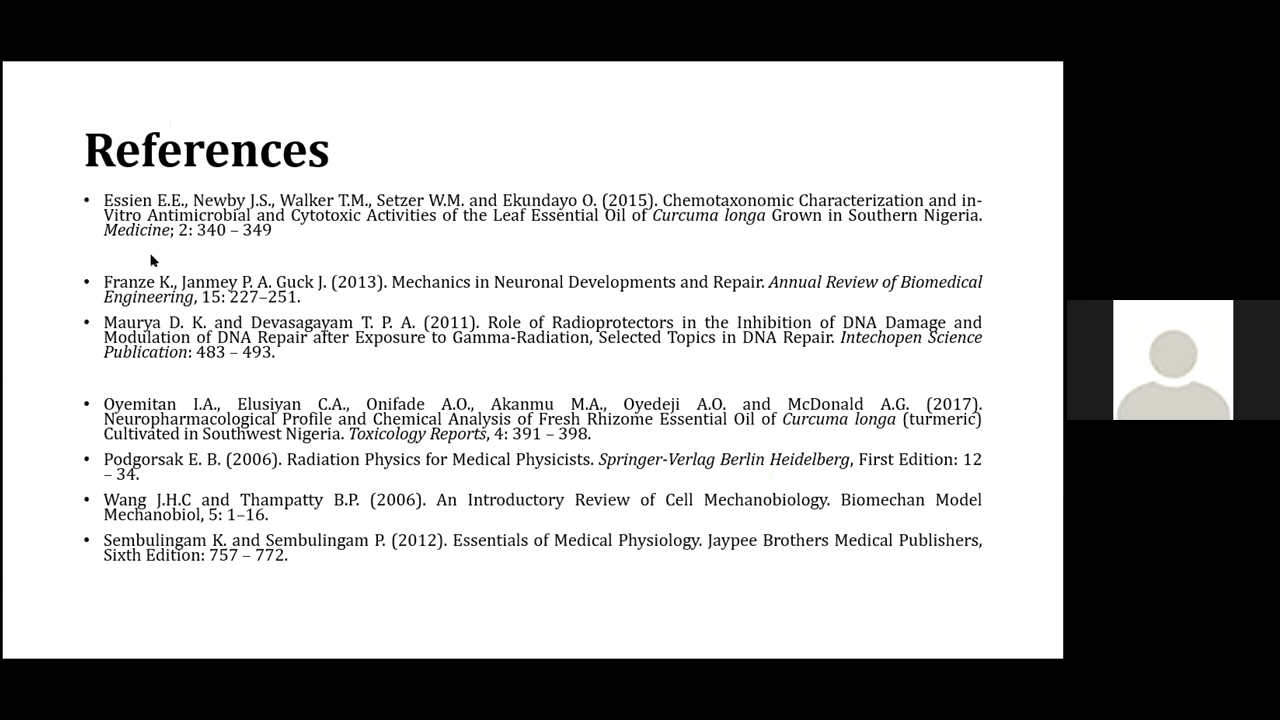 References
• Essien E.E., Newby J.S., Walker T.M., Setzer W.M. and Ekundayo O. (2015). Chemotaxonomic Characterization and in-
Vitro Antimicrobial and Cytotoxic Activities of the Leaf Essential Oil of Curcuma longa Grown in Southern Nigeria.
Medicine; 2: 340 – 349
• Franze K., Janmey P. A. Guck J. (2013). Mechanics in Neuronal Developments and Repair. Annual Review of Biomedical
Engineering, 15: 227–251.
• Maurya D. K. and Devasagayam T. P. A. (2011). Role of Radioprotectors in the Inhibition of DNA Damage and
Modulation of DNA Repair after Exposure to Gamma-Radiation, Selected Topics in DNA Repair. Intechopen Science
Publication: 483 – 493.
• Oyemitan I.A., Elusiyan C.A., Onifade A.O., Akanmu M.A., Oyedeji A.O. and McDonald A.G. (2017).
Neuropharmacological Profile and Chemical Analysis of Fresh Rhizome Essential Oil of Curcuma longa (turmeric)
Cultivated in Southwest Nigeria. Toxicology Reports, 4: 391 – 398.
• Podgorsak E. B. (2006). Radiation Physics for Medical Physicists. Springer-Verlag Berlin Heidelberg, First Edition: 12
– 34.
• Wang J.H.C and Thampatty B.P. (2006). An Introductory Review of Cell Mechanobiology. Biomechan Model
Mechanobiol, 5: 1–16.
• Sembulingam K. and Sembulingam P. (2012). Essentials of Medical Physiology. Jaypee Brothers Medical Publishers,
Sixth Edition: 757 – 772.